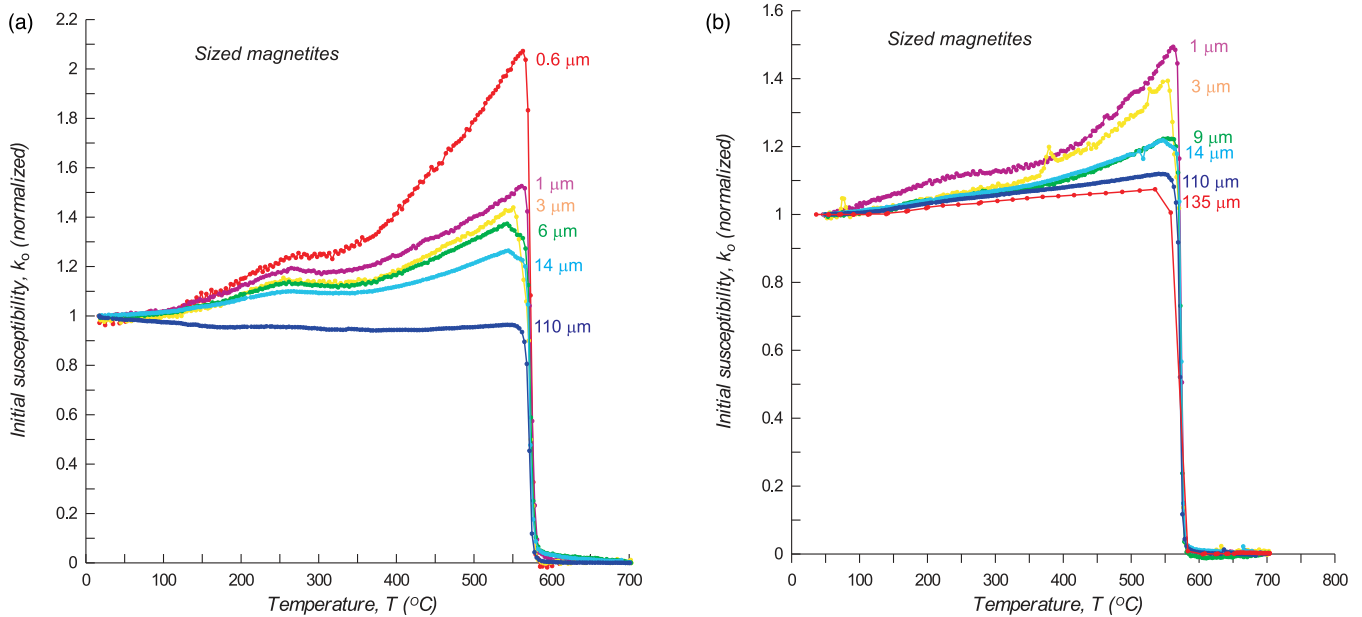 (a)
2.2
2
1.8
1.6
1.4
1.2
1
0.8
0.6
0.4
0.2
0
Initial susceptibility, kₒ (normalized)
Sized magnetites
0.6 μm
1 μm
3 μm
6 μm
14 μm
110 μm
0 100 200 300 400 500 600 700
Temperature, T (ᴼC)
(b)
1.6
1.4
1.2
1
0.8
0.6
0.4
0.2
0
Initial susceptibility, kₒ (normalized)
Sized magnetites
1 μm
3 μm
9 μm
14 μm
110 μm
135 μm
0 100 200 300 400 500 600 700 800
Temperature, T (ᴼC)